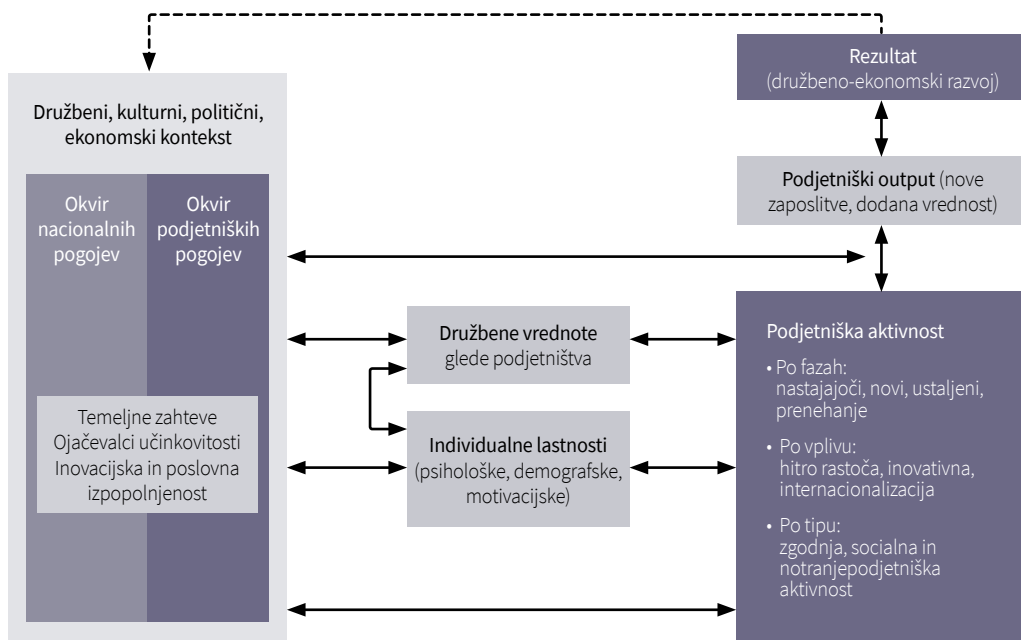 Rezultat
(družbeno-ekonomski razvoj)
Družbeni, kulturni, politični,
ekonomski kontekst
Okvir
nacionalnih
pogojev
Okvir
podjetniških
pogojev
Temeljne zahteve
Ojačevalci učinkovitosti
Inovacijska in poslovna
izpopolnjenost
Podjetniški output (nove
zaposlitve, dodana vrednost)
Družbene vrednote
glede podjetništva
Individualne lastnosti
(psihološke, demografske,
motivacijske)
Podjetniška aktivnost
• Po fazah:
nastajajoči, novi, ustaljeni,
prenehanje
• Po vplivu:
hitro rastoča, inovativna,
internacionalizacija
• Po tipu:
zgodnja, socialna in
notranjepodjetniška
aktivnost